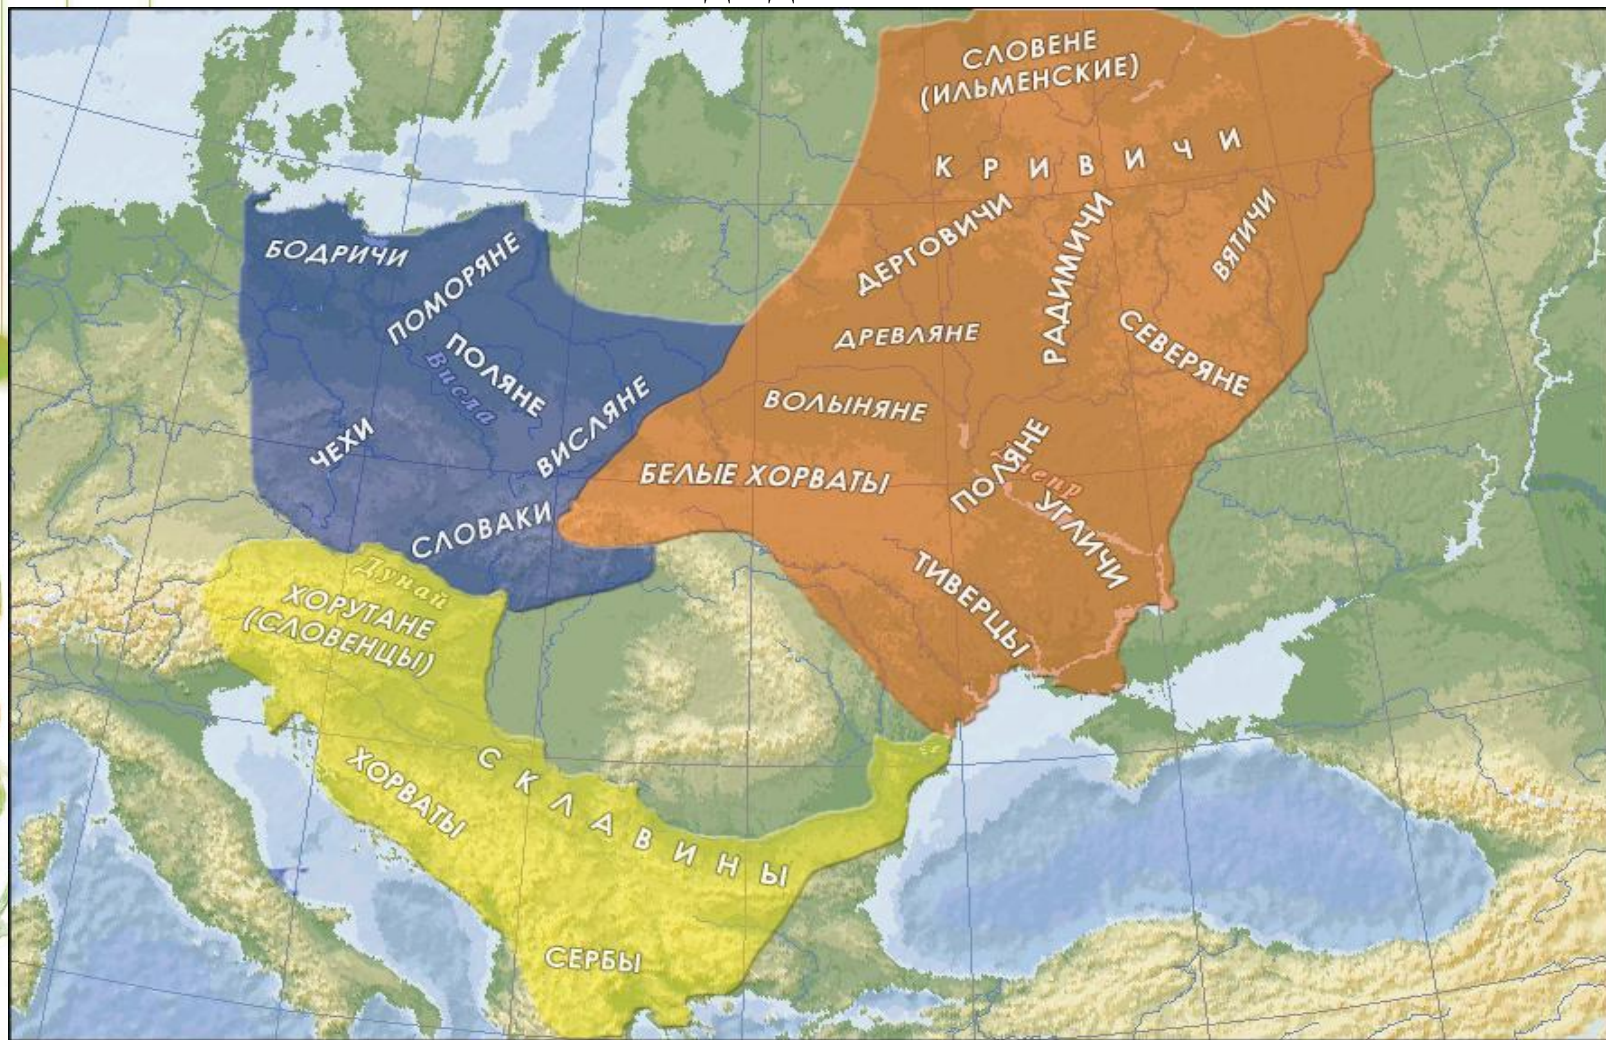 СЛОВЕНЕ
(ИЛЬМЕНСКИЕ)
КРИВИЧИ
ДЕРГОВИЧИ
РАДИМИЧИ
ВЯТИЧИ
БОДРИЧИ
ПОМОРЯНЕ
ДРЕВЛЯНЕ
СЕВЕРЯНЕ
ПОЛЯНЕ
Висла
ВИСЛЯНЕ
ВОЛЫНЯНЕ
ЧЕХИ
БЕЛЫЕ ХОРВАТЫ
ПОЛЯНЕ
Днепр
УГЛИЧИ
СЛОВАКИ
ТИВЕРЦЫ
Дунай
ХОРУТАНЕ
(СЛОВЕНЦЫ)
СКЛАВИНЫ
ХОРВАТЫ
СЕРБЫ